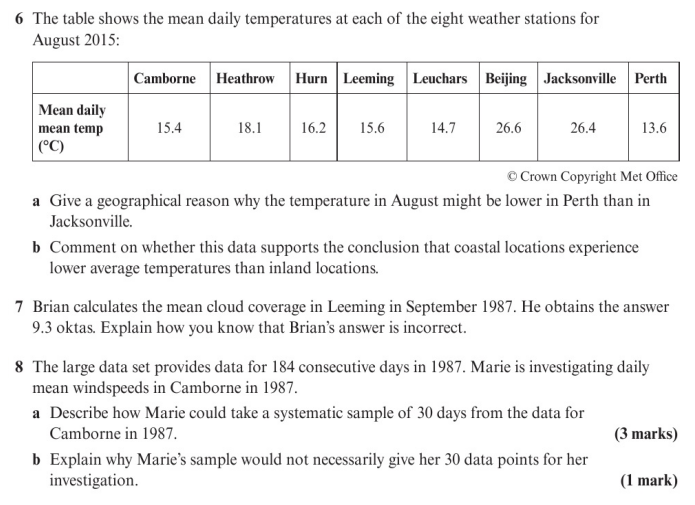 6 The table shows the mean daily temperatures at each of the eight weather stations for
August 2015:
Camborne Heathrow Hurn Leeming Leuchars Beijing Jacksonville Perth
Mean daily
mean temp
(°C)
15.4 18.1 16.2 15.6 14.7 26.6 26.4 13.6
© Crown Copyright Met Office
a Give a geographical reason why the temperature in August might be lower in Perth than in
Jacksonville.
b Comment on whether this data supports the conclusion that coastal locations experience
lower average temperatures than inland locations.
7 Brian calculates the mean cloud coverage in Leeming in September 1987. He obtains the answer
9.3 oktas. Explain how you know that Brian’s answer is incorrect.
8 The large data set provides data for 184 consecutive days in 1987. Marie is investigating daily
mean windspeeds in Camborne in 1987.
a Describe how Marie could take a systematic sample of 30 days from the data for
Camborne in 1987. (3 marks)
b Explain why Marie’s sample would not necessarily give her 30 data points for her
investigation. (1 mark)